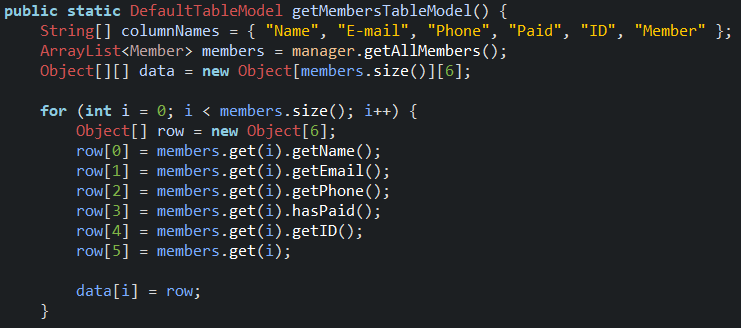 public static DefaultTableModel getMembersTableModel() {
    String[] columnNames = { "Name", "E-mail", "Phone", "Paid", "ID", "Member" };
    ArrayList<Member> members = manager.getAllMembers();
    Object[][] data = new Object[members.size()][6];

    for (int i = 0; i < members.size(); i++) {
        Object[] row = new Object[6];
        row[0] = members.get(i).getName();
        row[1] = members.get(i).getEmail();
        row[2] = members.get(i).getPhone();
        row[3] = members.get(i).hasPaid();
        row[4] = members.get(i).getID();
        row[5] = members.get(i);

        data[i] = row;
    }